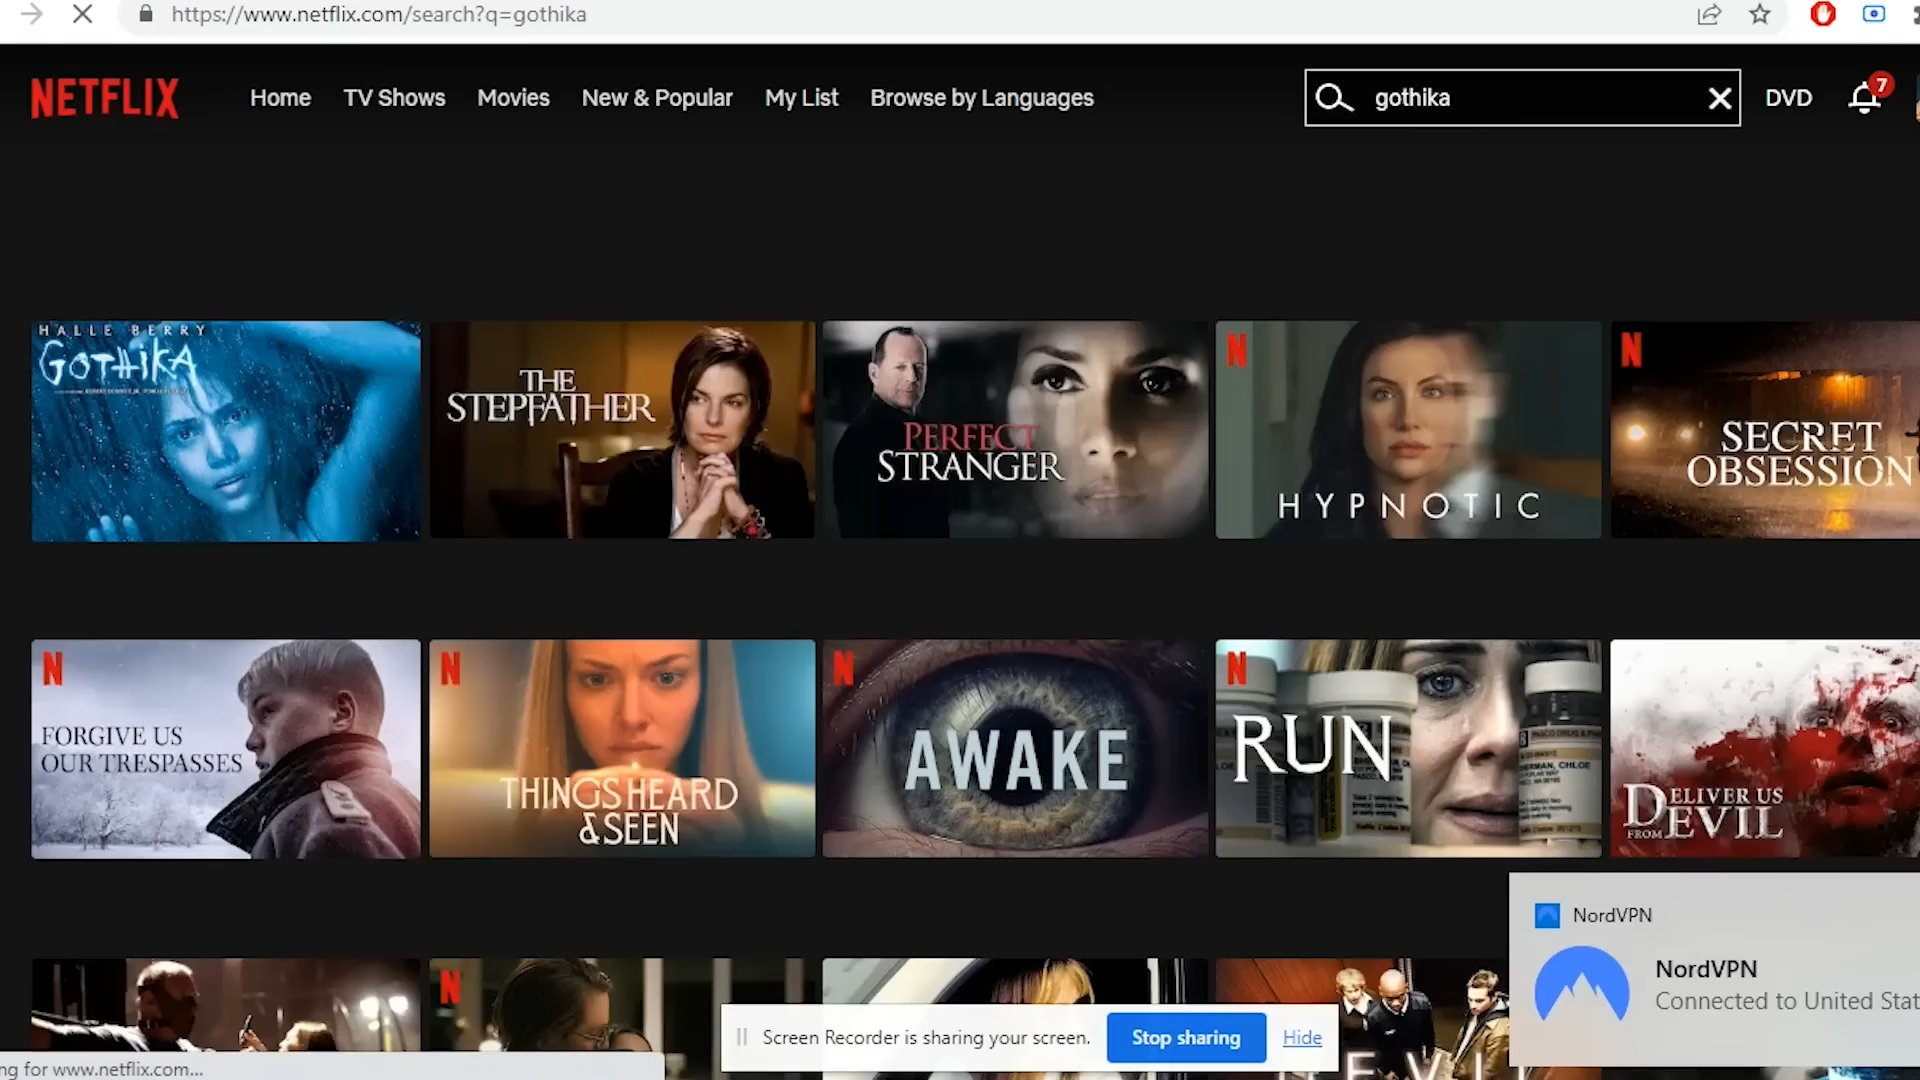 https://www.netflix.com/search?q=gothika
NETFLIX
Home TV Shows Movies New & Popular My List Browse by Languages
gothika
DVD
7
HALLE BERRY
GOTHIKA
THE
STEPFATHER
PERFECT
STRANGER
N
HYPNOTIC
N
SECRET
OBSESSION
N
FORGIVE US
OUR TRESPASSES
N
THINGS HEARD
& SEEN
N
AWAKE
N
RUN
CHLOE
DELIVER US
FROM EVIL
N
NordVPN
NordVPN
Connected to United Stat
Screen Recorder is sharing your screen.
Stop sharing
Hide
ng for www.netflix.com...